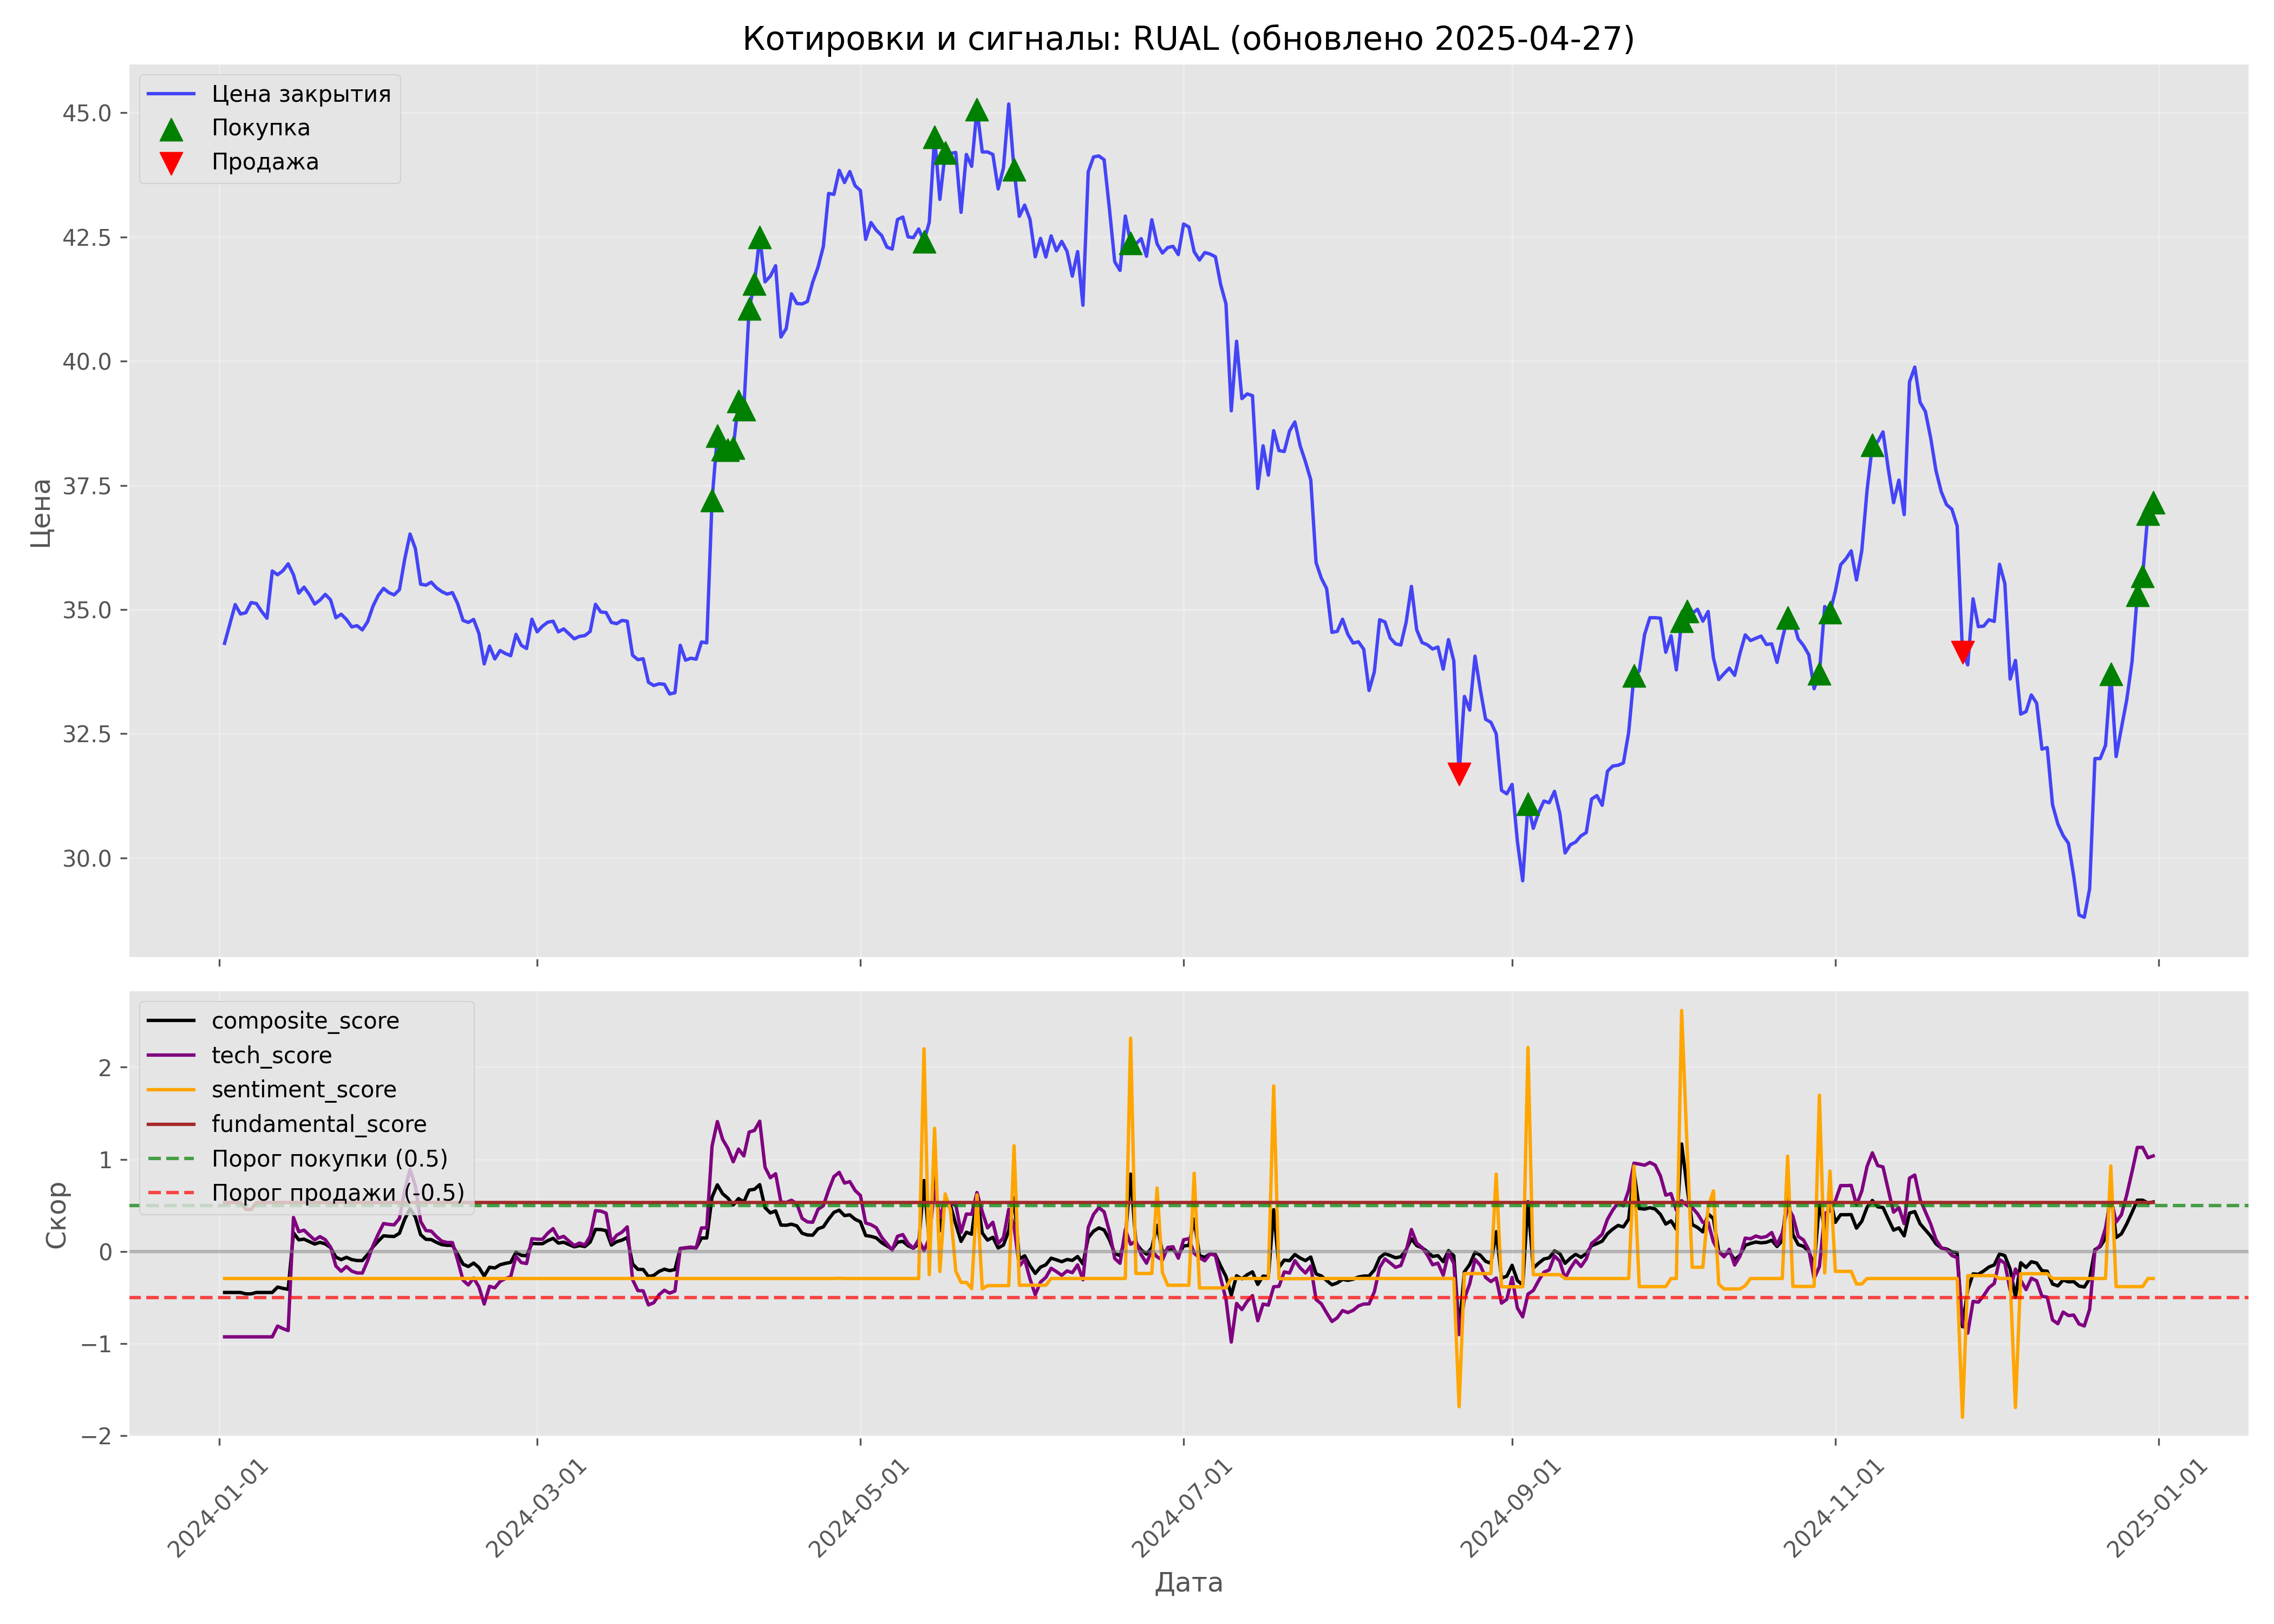 Котировки и сигналы: RUAL (обновлено 2025-04-27)
Цена закрытия
Покупка
Продажа
45.0
42.5
40.0
37.5
35.0
32.5
30.0
Цена
composite_score
tech_score
sentiment_score
fundamental_score
Порог покупки (0.5)
Порог продажи (-0.5)
2
1
0
−1
−2
Скор
2024-01-01
2024-03-01
2024-05-01
2024-07-01
2024-09-01
2024-11-01
2025-01-01
Дата